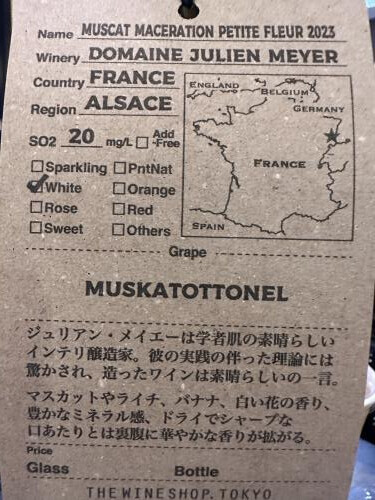 Name MUSCAT MACERATION PETITE FLEUR 2023
Winery DOMAINE JULIEN MEYER
Country FRANCE
Region ALSACE
SO2 20 mg/L Add-Free
Sparkling PntNat
White Orange
Rose Red
Sweet Others
ENGLAND
BELGIUM
GERMANY
FRANCE
SPAIN
Grape
MUSKATOTTONEL
ジュリアン・メイエーは学者肌の素晴らしい
インテリ醸造家。彼の実践の伴った理論には
驚かされ、造ったワインは素晴らしいの一言。
マスカットやライチ、バナナ、白い花の香り、
豊かなミネラル感、ドライでシャープな
口あたりとは裏腹に華やかな香りが拡がる。
Price
Glass Bottle
THEWINESHOP.TOKYO